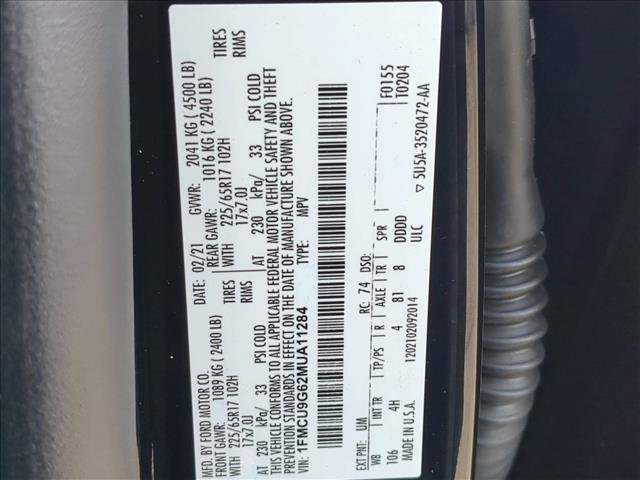 MFD. BY FORD MOTOR CO. DATE: 02/21 GVWR: 2041 KG ( 4500 LB)
FRONT GAWR: 1089 KG ( 2400 LB) REAR GAWR: 1016 KG ( 2240 LB)
WITH 225/65R17 102H TIRES WITH 225/65R17 102H TIRES
17x7.0J RIMS 17x7.0J RIMS
AT 230 kPa/ 33 PSI COLD AT 230 kPa/ 33 PSI COLD
THIS VEHICLE CONFORMS TO ALL APPLICABLE FEDERAL MOTOR VEHICLE SAFETY AND THEFT
PREVENTION STANDARDS IN EFFECT ON THE DATE OF MANUFACTURE SHOWN ABOVE.
VIN: 1FMCU9G62MUA11284 TYPE: MPV
F0155
T0204
EXT PNT: UM RC: 74 DSO:
WB INT TR TP/PS R AXLE TR SPR
106 4H 4 81 8 DDDD
MADE IN U.S.A. 120210209201 4 ULC
▽ 5U5A-3520472-AA